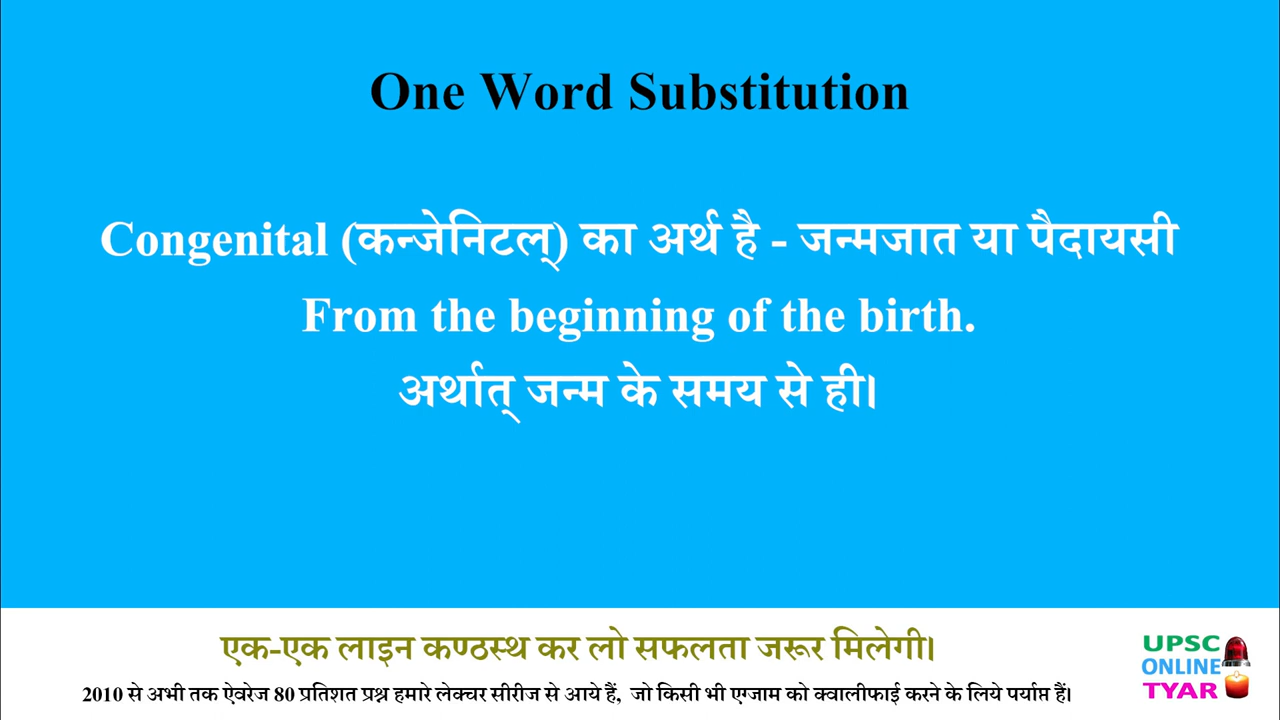 One Word Substitution
Congenital (कन्जेनिटल्) का अर्थ है - जन्मजात या पैदायसी
From the beginning of the birth.
अर्थात् जन्म के समय से ही।
एक-एक लाइन कण्ठस्थ कर लो सफलता जरूर मिलेगी।
2010 से अभी तक ऐवरेज 80 प्रतिशत प्रश्न हमारे लेक्चर सीरीज से आये हैं, जो किसी भी एग्जाम को क्वालीफाई करने के लिये पर्याप्त हैं।
UPSC
ONLINE
TYAR